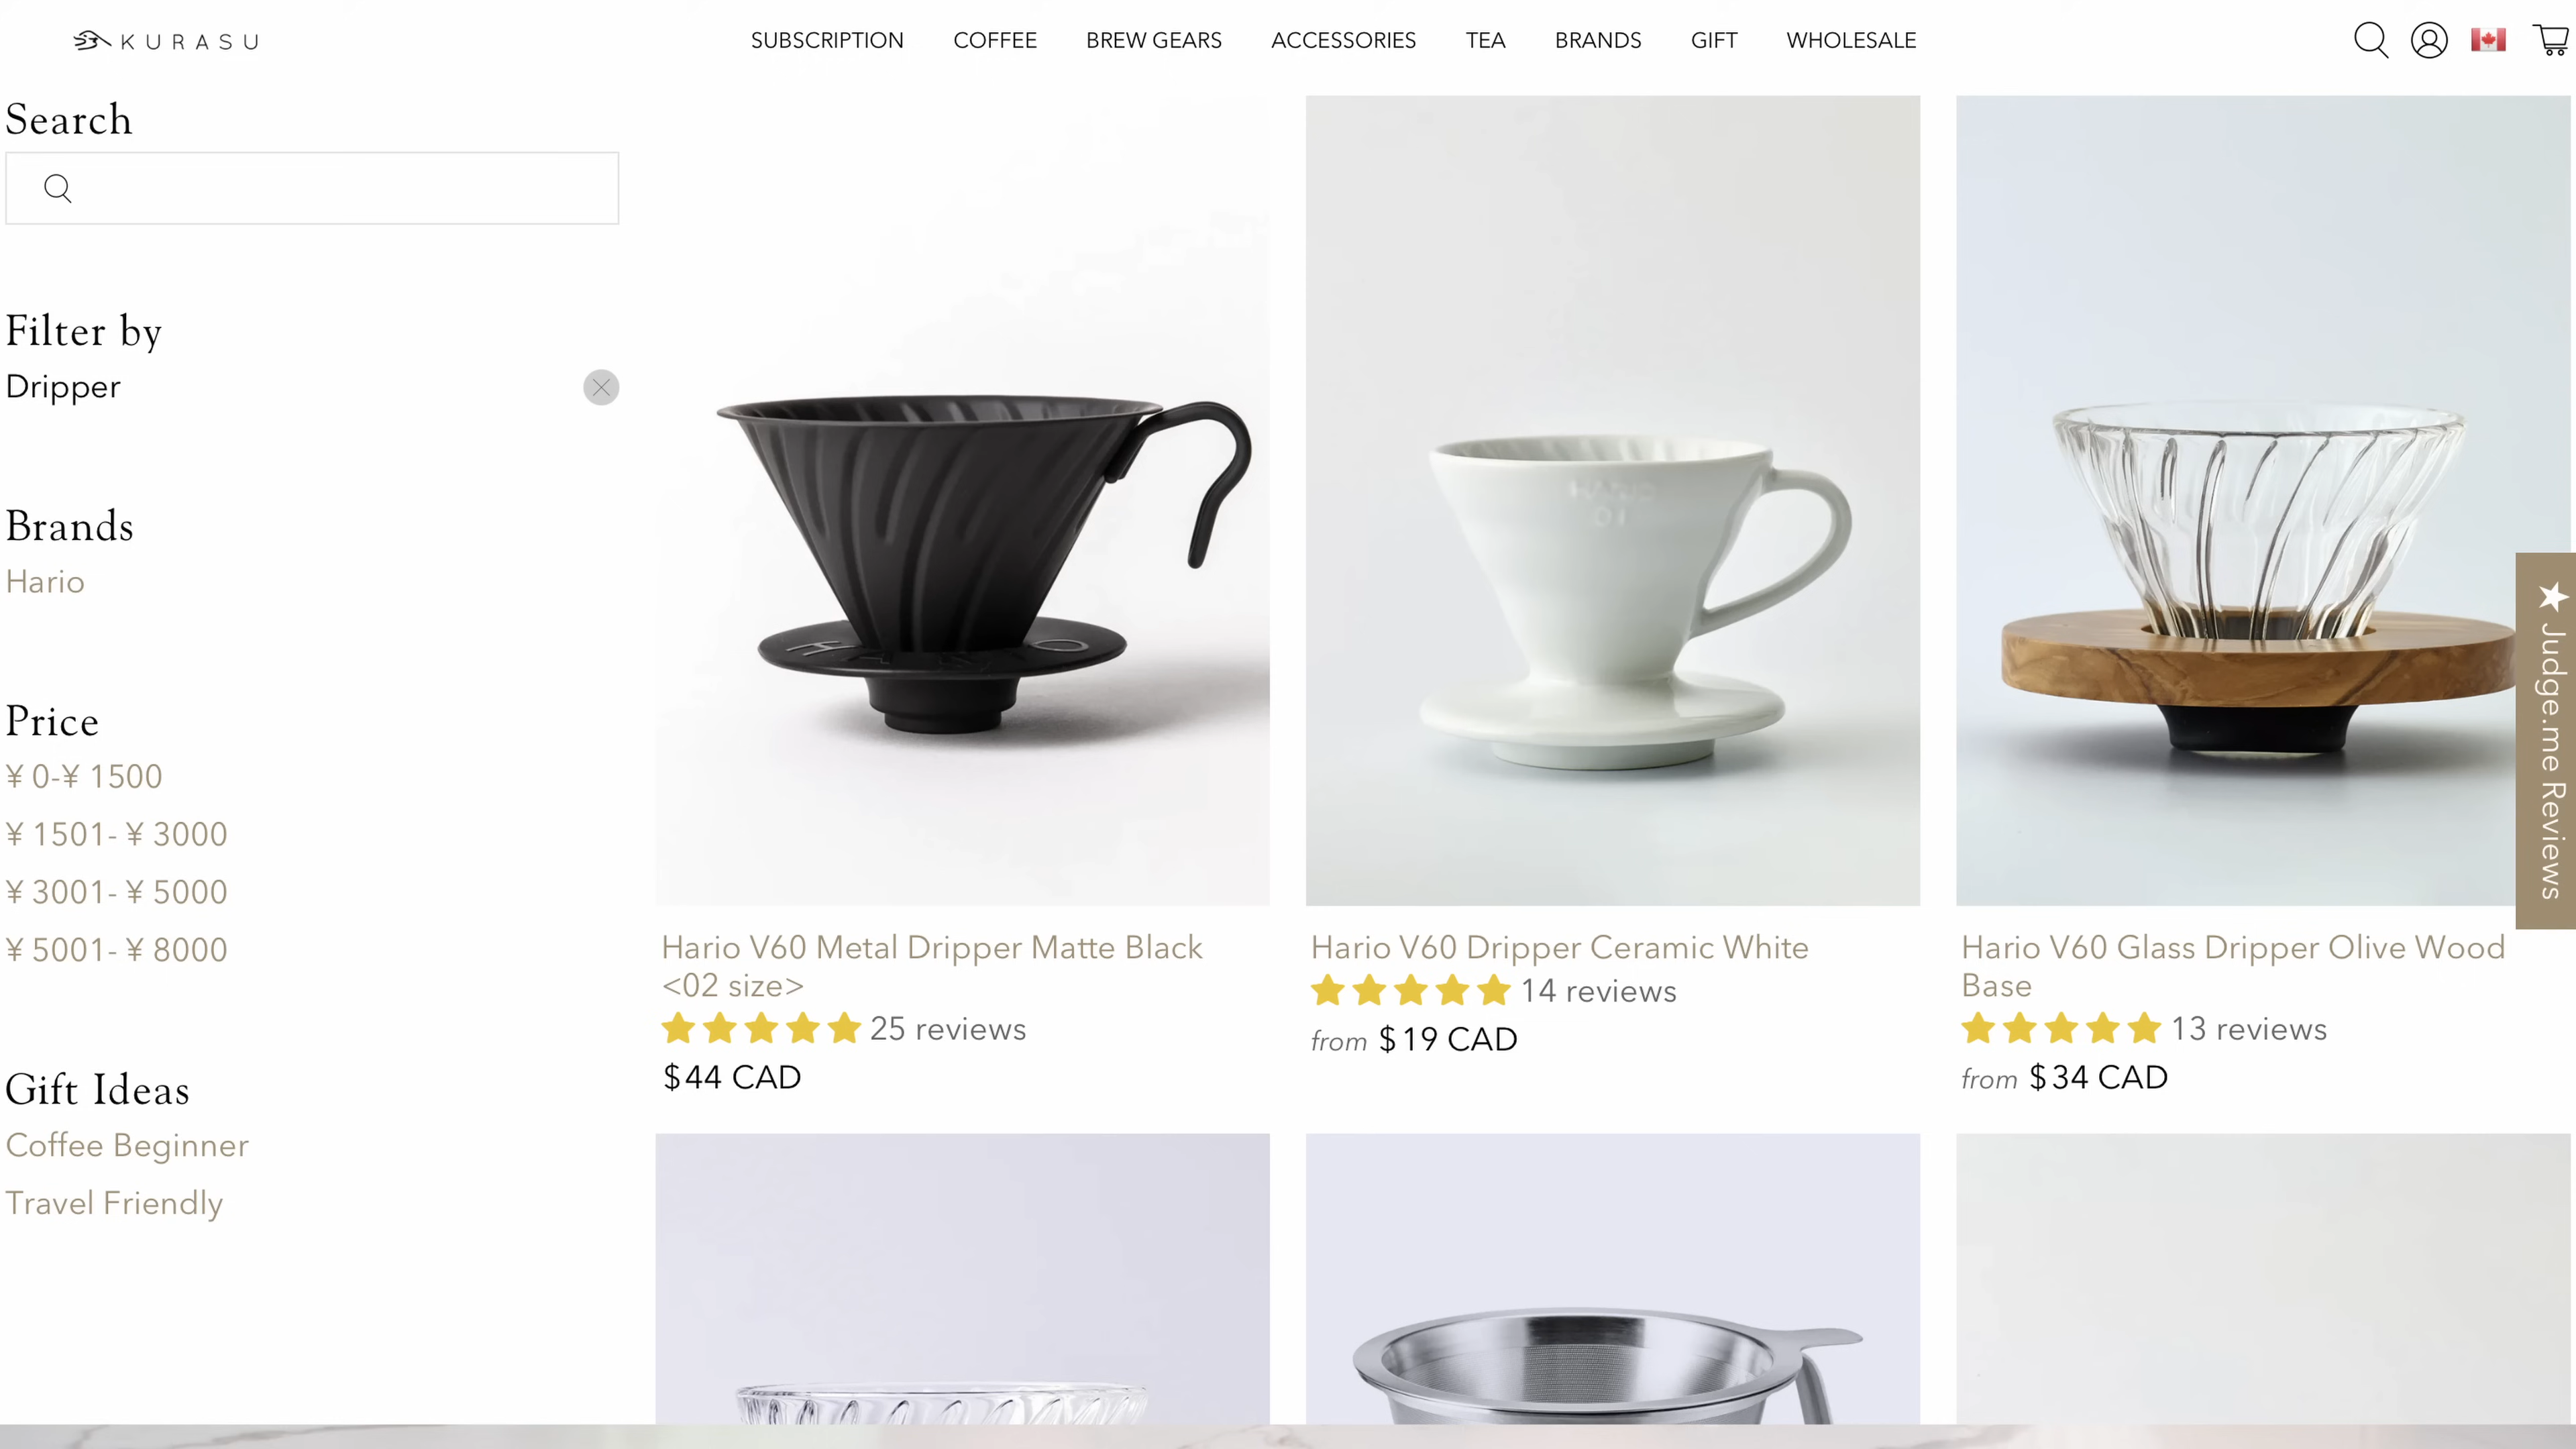 KURASU
SUBSCRIPTION COFFEE BREW GEARS ACCESSORIES TEA BRANDS GIFT WHOLESALE
Search
Filter by
Dripper
Brands
Hario
Price
¥ 0-¥ 1500
¥ 1501- ¥ 3000
¥ 3001- ¥ 5000
¥ 5001- ¥ 8000
Gift Ideas
Coffee Beginner
Travel Friendly
HARIO
Hario V60 Metal Dripper Matte Black
<02 size>
25 reviews
$44 CAD
HARIO
01
Hario V60 Dripper Ceramic White
14 reviews
from $19 CAD
Hario V60 Glass Dripper Olive Wood
Base
13 reviews
from $34 CAD
★ Judge.me Reviews